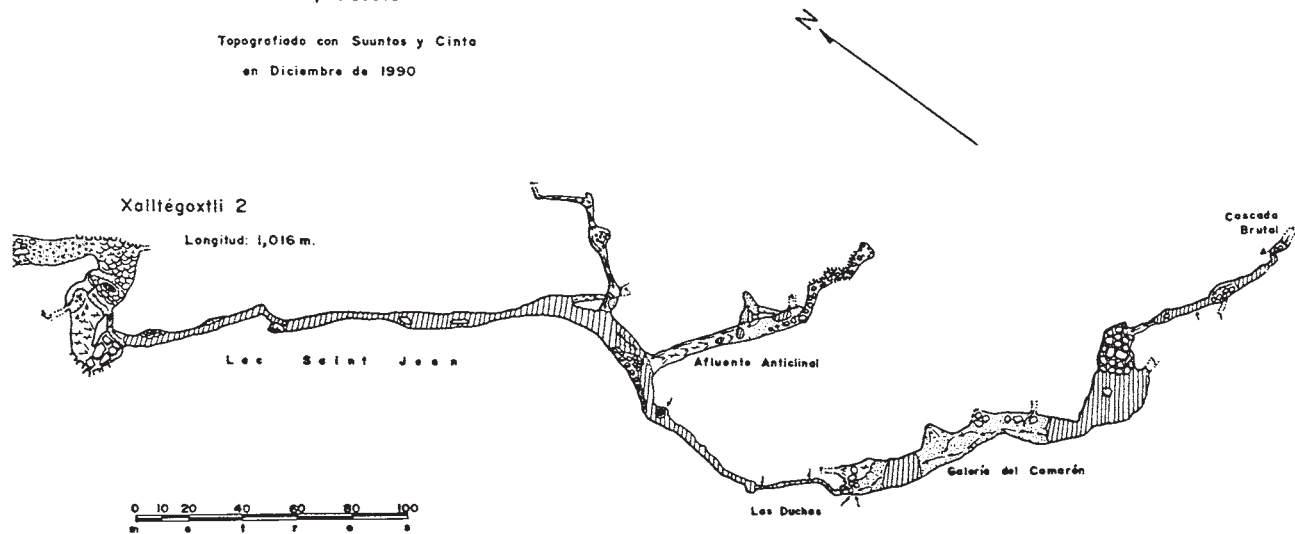 Topografiado con Suuntos y Cinta
en Diciembre de 1990
N
Xalltégoxtli 2
Longitud: 1,016 m.
Cascada
Brutal
Lac Saint Jean
Afluente Anticlinal
Galería del Camarón
Las Duchas
0 10 20 40 60 80 100
metros